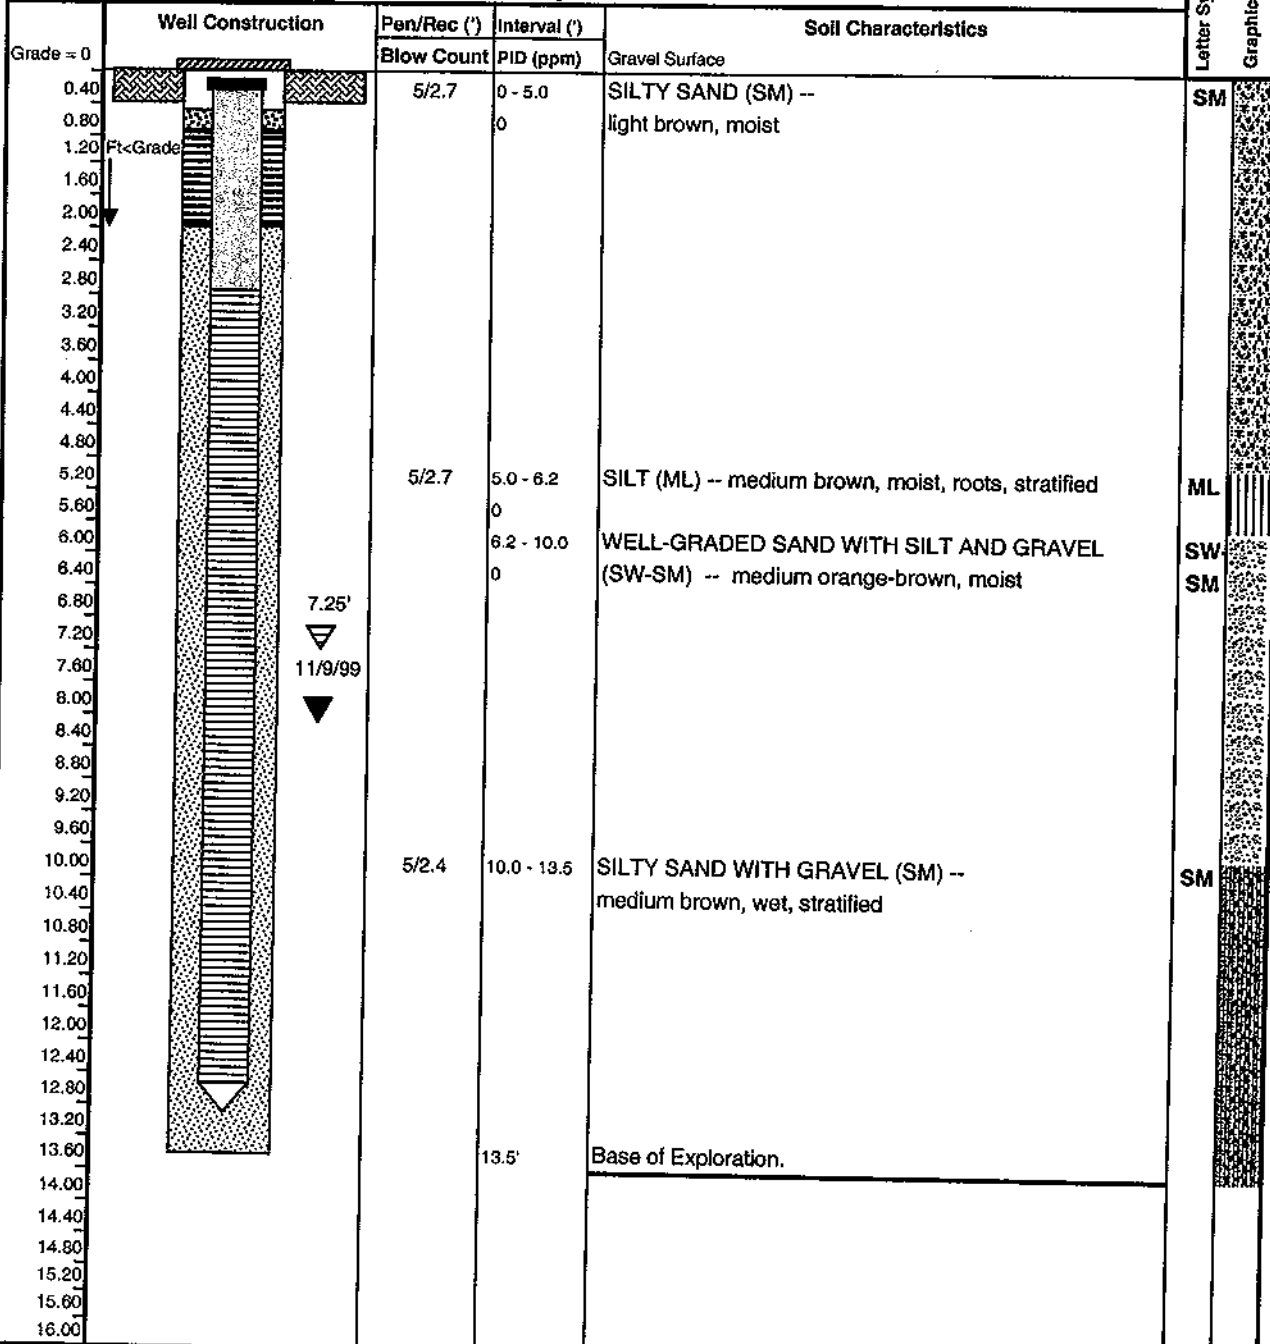 Well Construction
Pen/Rec (') Interval (')
Soil Characteristics
Letter
Graphic
Grade = 0
Blow Count PID (ppm) Gravel Surface
0.40 5/2.7 0 - 5.0 SILTY SAND (SM) -- SM
0.80 0 light brown, moist
1.20 Ft<Grade
1.60
2.00
2.40
2.80
3.20
3.60
4.00
4.40
4.80
5.20 5/2.7 5.0 - 6.2 SILT (ML) -- medium brown, moist, roots, stratified ML
5.60 0
6.00 6.2 - 10.0 WELL-GRADED SAND WITH SILT AND GRAVEL SW-
6.40 0 (SW-SM) -- medium orange-brown, moist SM
6.80 7.25'
7.20
7.60 11/9/99
8.00
8.40
8.80
9.20
9.60
10.00 5/2.4 10.0 - 13.5 SILTY SAND WITH GRAVEL (SM) -- SM
10.40 medium brown, wet, stratified
10.80
11.20
11.60
12.00
12.40
12.80
13.20
13.60 13.5' Base of Exploration.
14.00
14.40
14.80
15.20
15.60
16.00